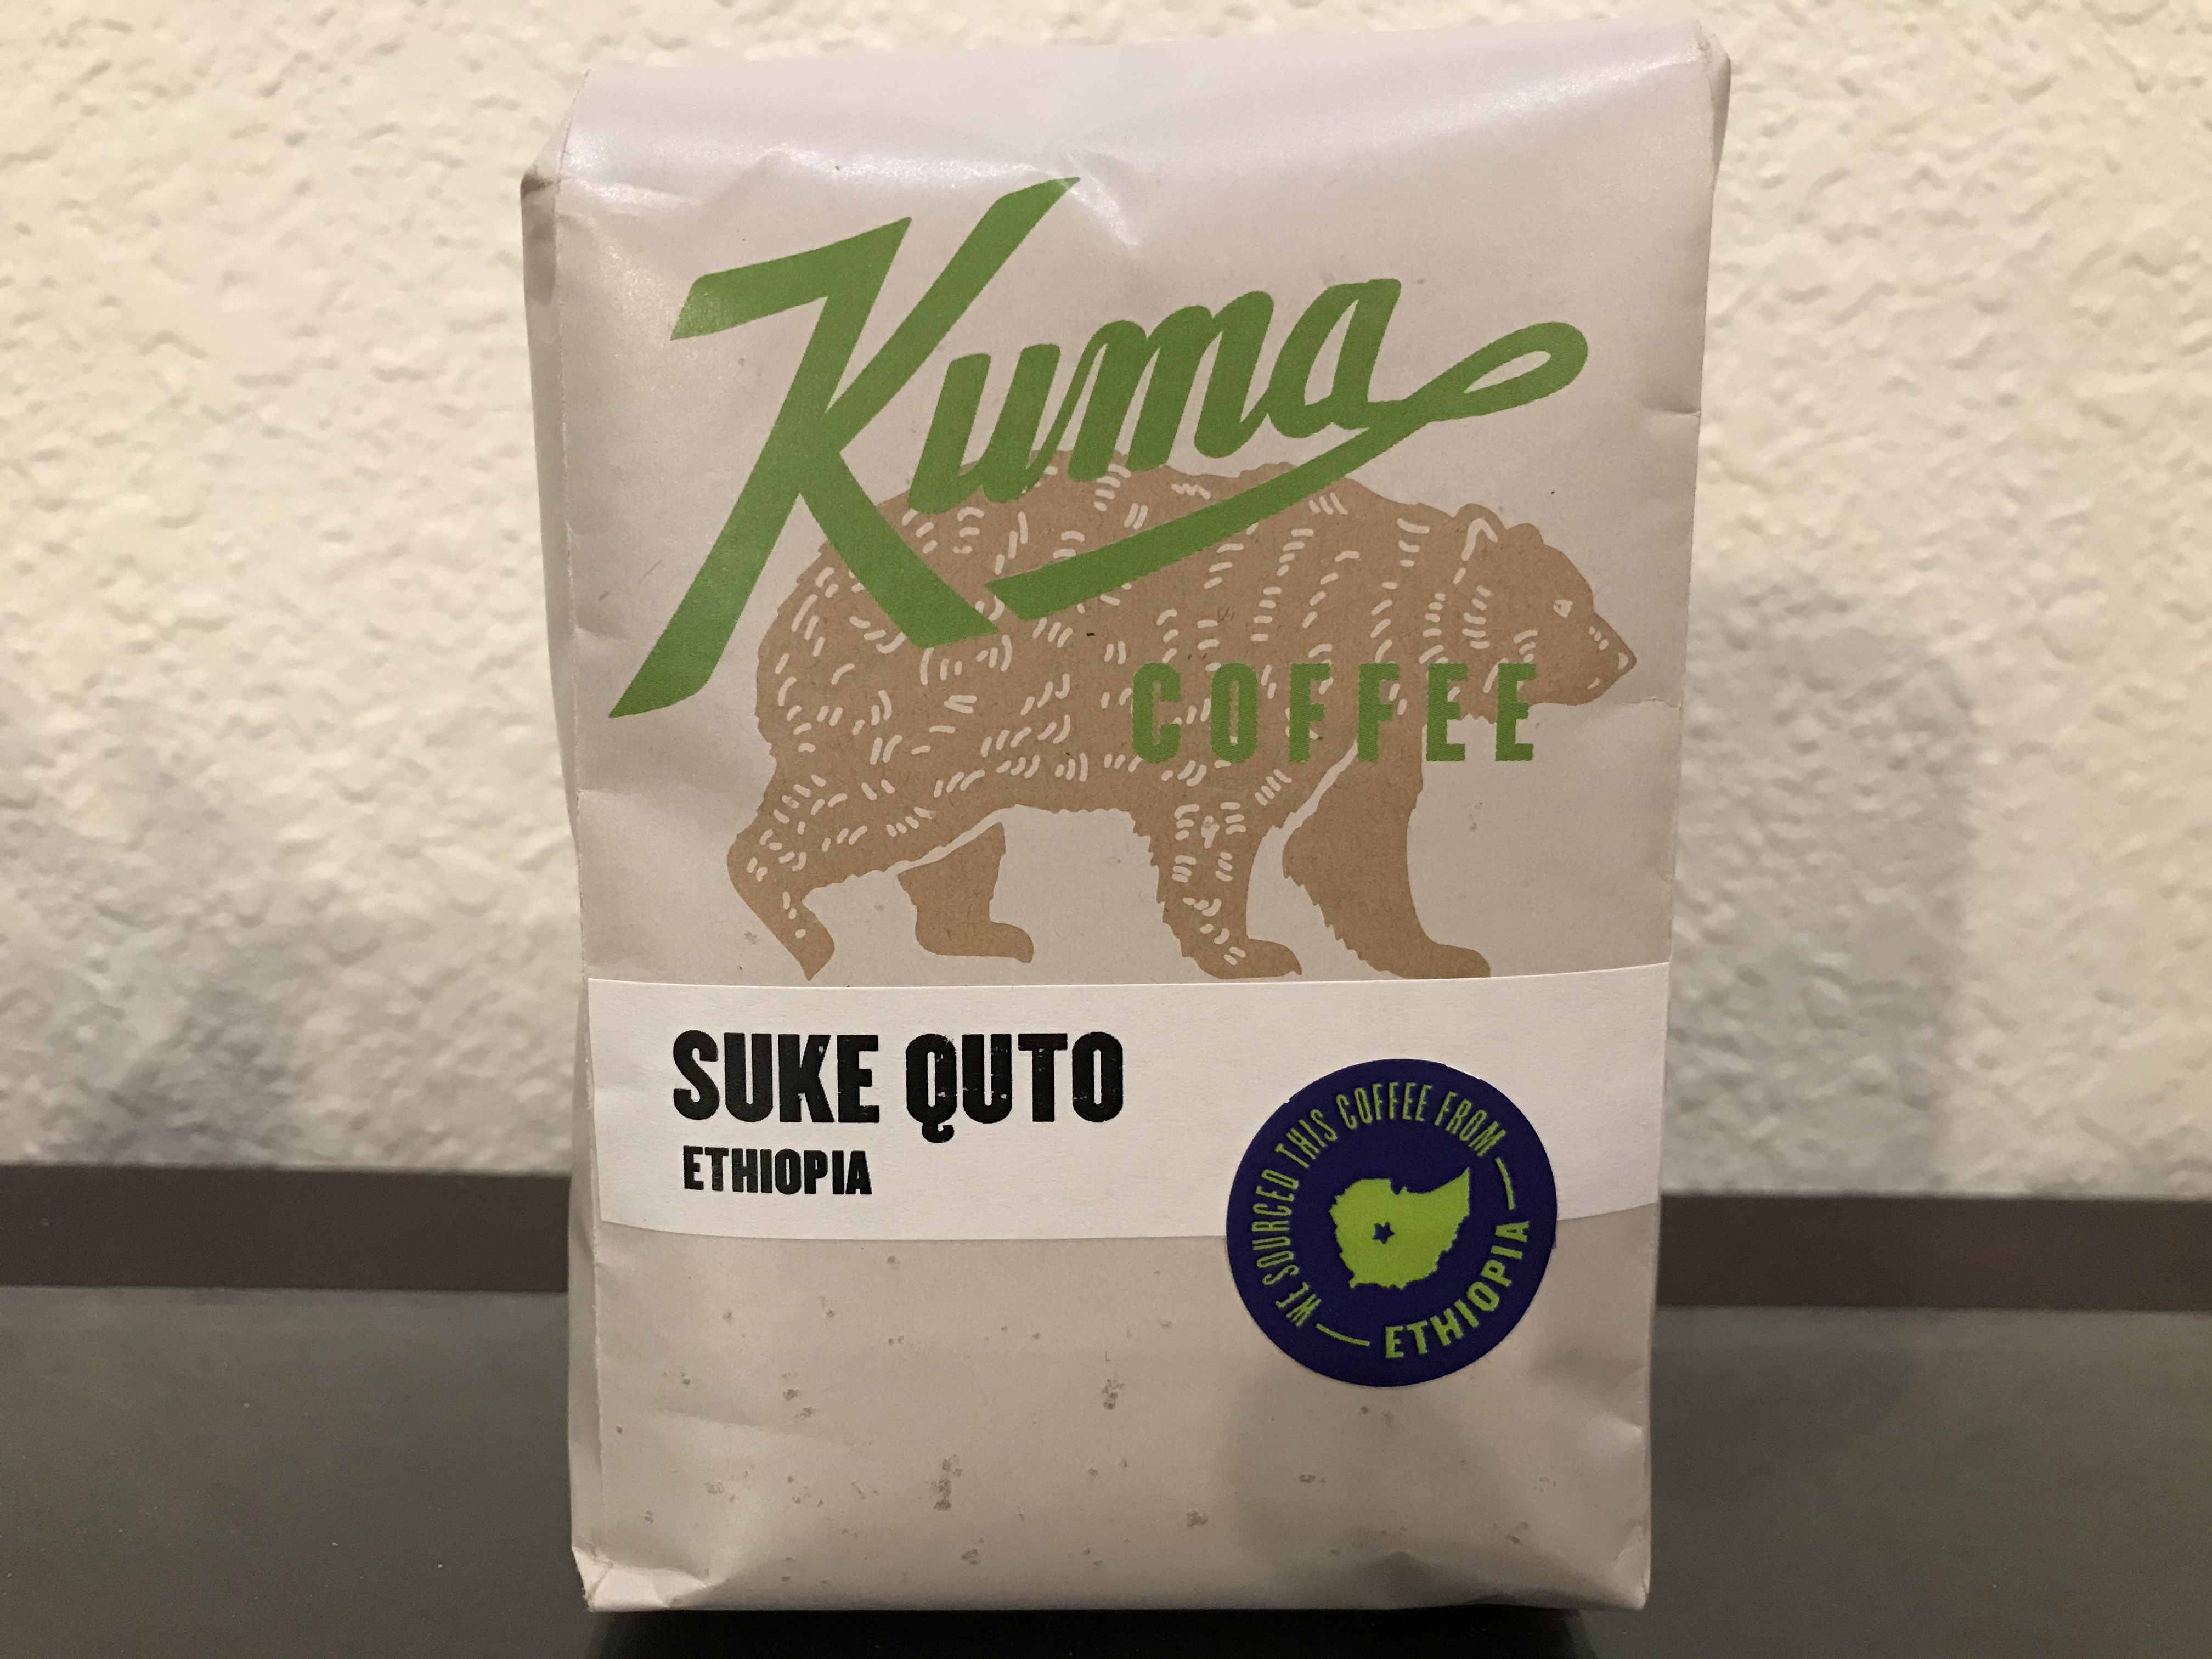 Kuma
COFFEE
SUKE QUTO
ETHIOPIA
WE SOURCED THIS COFFEE FROM
ETHIOPIA